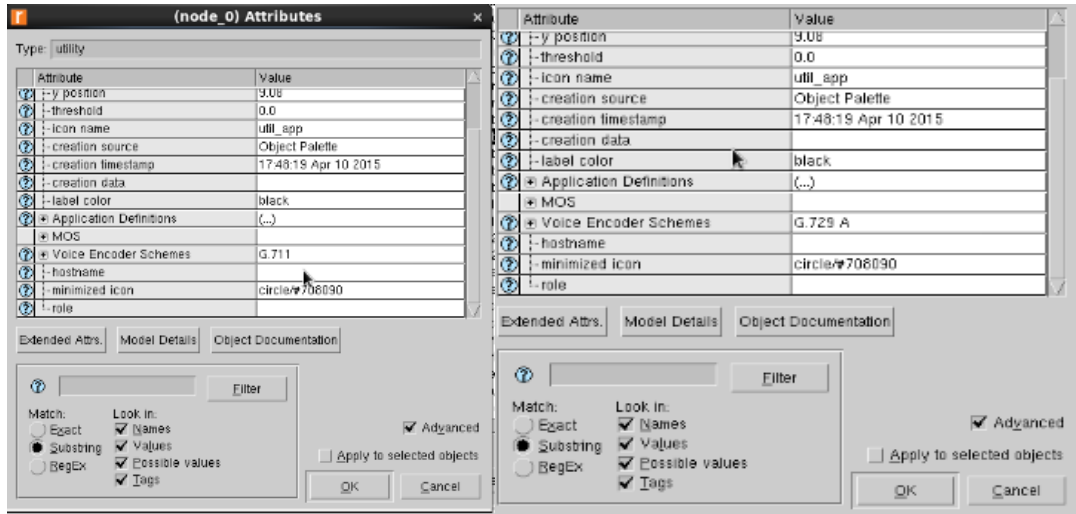 (node_0) Attributes
Type: utility
Attribute Value
y position 9.08
threshold 0.0
icon name util_app
creation source Object Palette
creation timestamp 17:48:19 Apr 10 2015
creation data
label color black
Application Definitions (...)
MOS
Voice Encoder Schemes G.711
hostname
minimized icon circle/#708090
role
Extended Attrs. Model Details Object Documentation
Filter
Match: Look in:
Exact Names
Substring Values
RegEx Possible values
Tags
Advanced
Apply to selected objects
OK Cancel
Attribute Value
y position 9.08
threshold 0.0
icon name util_app
creation source Object Palette
creation timestamp 17:48:19 Apr 10 2015
creation data
label color black
Application Definitions (...)
MOS
Voice Encoder Schemes G.729 A
hostname
minimized icon circle/#708090
role
Extended Attrs. Model Details Object Documentation
Filter
Match: Look in:
Exact Names
Substring Values
RegEx Possible values
Tags
Advanced
Apply to selected objects
OK Cancel